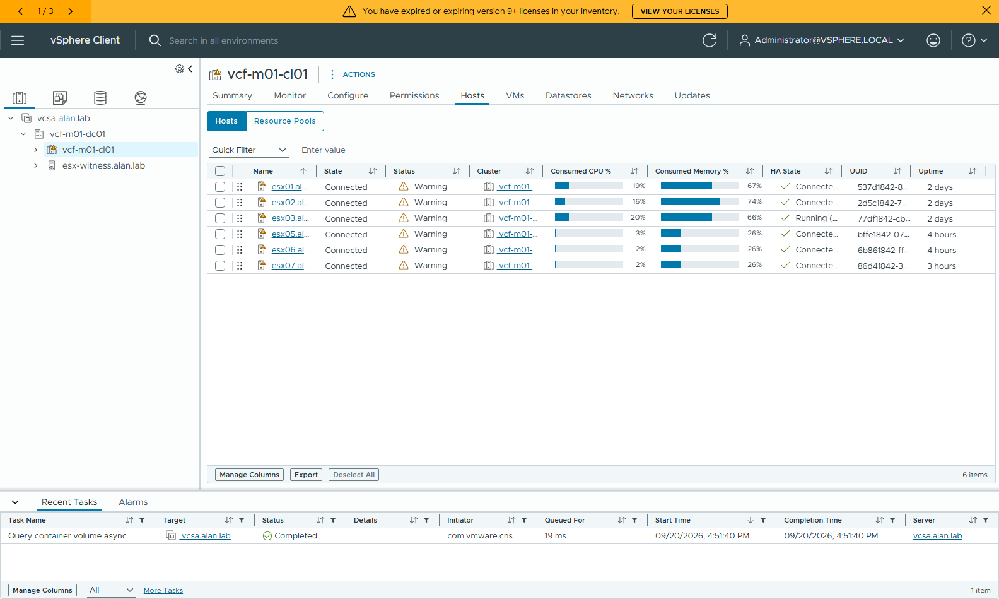 1 / 3
You have expired or expiring version 9+ licenses in your inventory.
VIEW YOUR LICENSES
vSphere Client
Search in all environments
Administrator@VSPHERE.LOCAL
vcsa.alan.lab
vcf-m01-dc01
vcf-m01-cl01
esx-witness.alan.lab
vcf-m01-cl01
ACTIONS
Summary Monitor Configure Permissions Hosts VMs Datastores Networks Updates
Hosts Resource Pools
Quick Filter Enter value
Name State Status Cluster Consumed CPU % Consumed Memory % HA State UUID Uptime
esx01.al... Connected Warning vcf-m01-... 19% 67% Connecte... 537d1842-8... 2 days
esx02.al... Connected Warning vcf-m01-... 16% 74% Connecte... 2d5c1842-7... 2 days
esx03.al... Connected Warning vcf-m01-... 20% 66% Running (... 77df1842-cb... 2 days
esx05.al... Connected Warning vcf-m01-... 3% 26% Connecte... bffe1842-07... 4 hours
esx06.al... Connected Warning vcf-m01-... 2% 26% Connecte... 6b861842-ff... 4 hours
esx07.al... Connected Warning vcf-m01-... 2% 26% Connecte... 86d41842-3... 3 hours
Manage Columns Export Deselect All 6 items
Recent Tasks Alarms
Task Name Target Status Details Initiator Queued For Start Time Completion Time Server
Query container volume async vcsa.alan.lab Completed com.vmware.cns 19 ms 09/20/2026, 4:51:40 PM 09/20/2026, 4:51:40 PM vcsa.alan.lab
Manage Columns All More Tasks 1 item